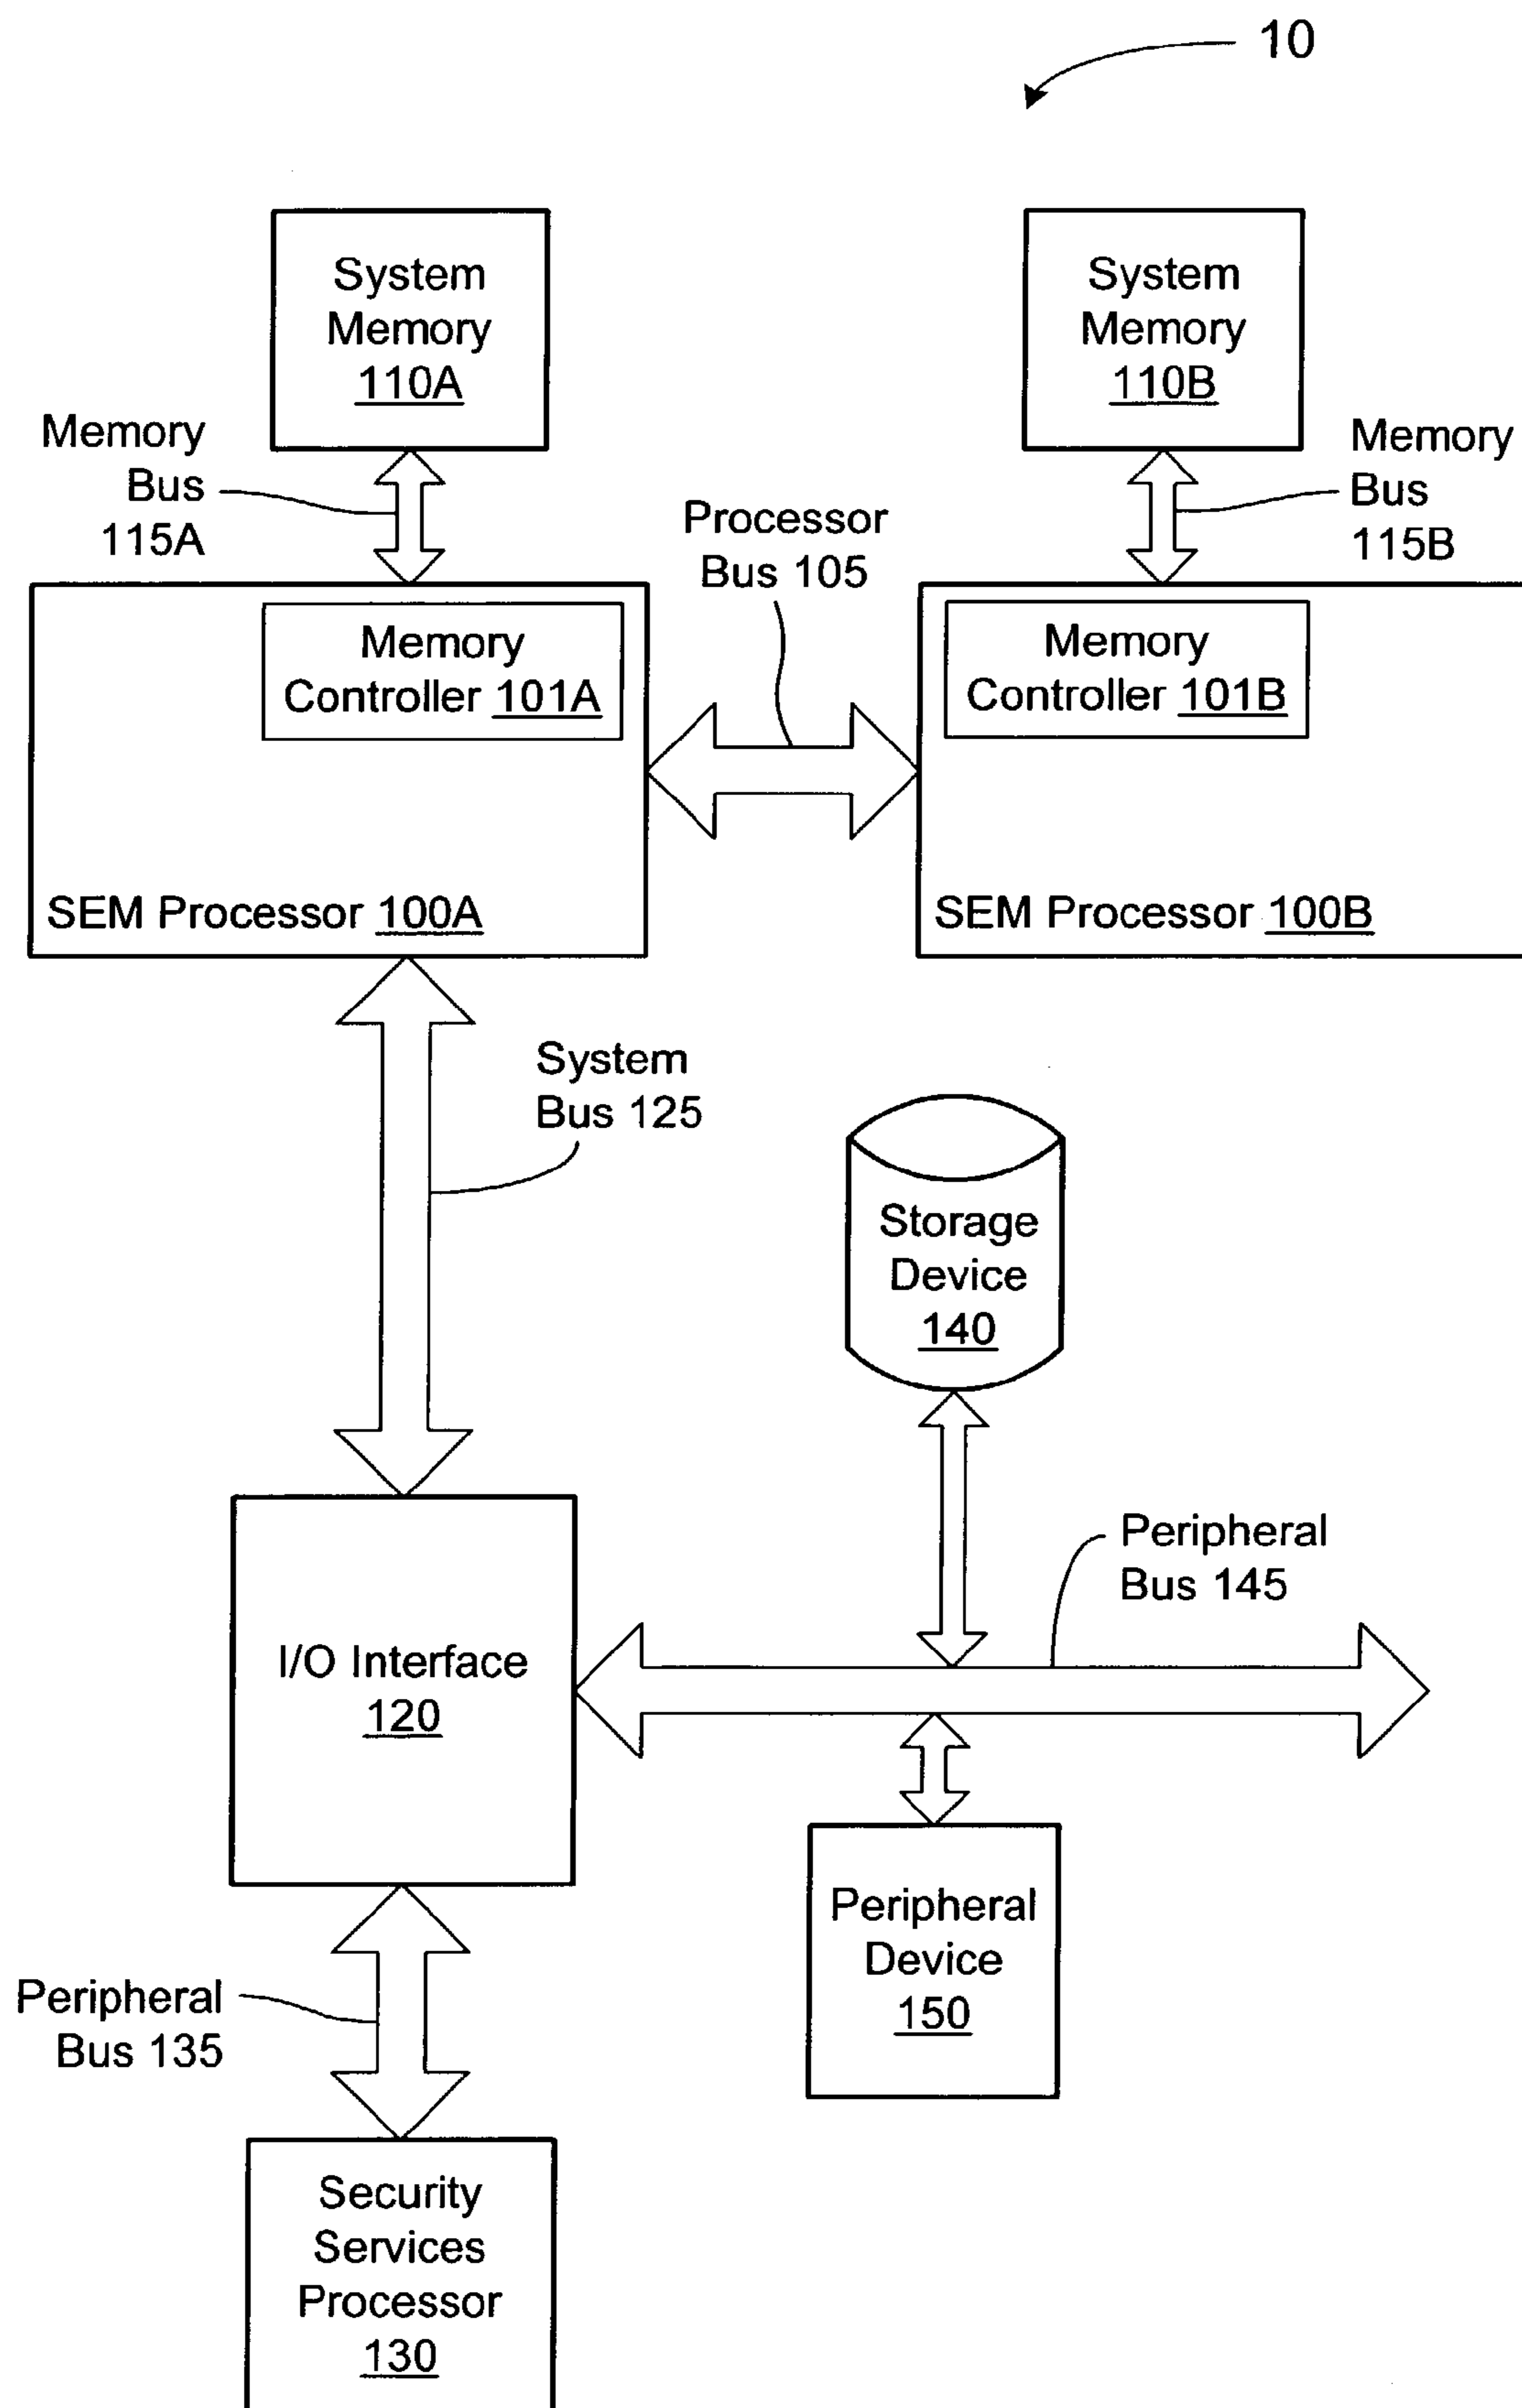 10
System
Memory
110A
System
Memory
110B
Memory
Bus
115A
Memory
Bus
115B
Processor
Bus 105
Memory
Controller 101A
Memory
Controller 101B
SEM Processor 100A
SEM Processor 100B
System
Bus 125
Storage
Device
140
Peripheral
Bus 145
I/O Interface
120
Peripheral
Device
150
Peripheral
Bus 135
Security
Services
Processor
130